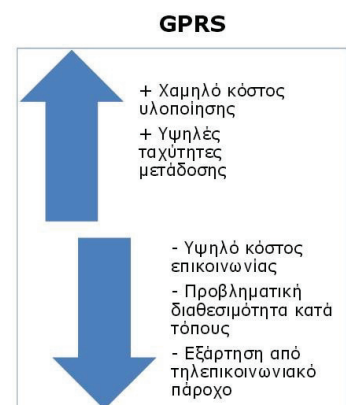 GPRS
+ Χαμηλό κόστος
υλοποίησης
+ Υψηλές
ταχύτητες
μετάδοσης
- Υψηλό κόστος
επικοινωνίας
- Προβληματική
διαθεσιμότητα κατά
τόπους
- Εξάρτηση από
τηλεπικοινωνιακό
πάροχο